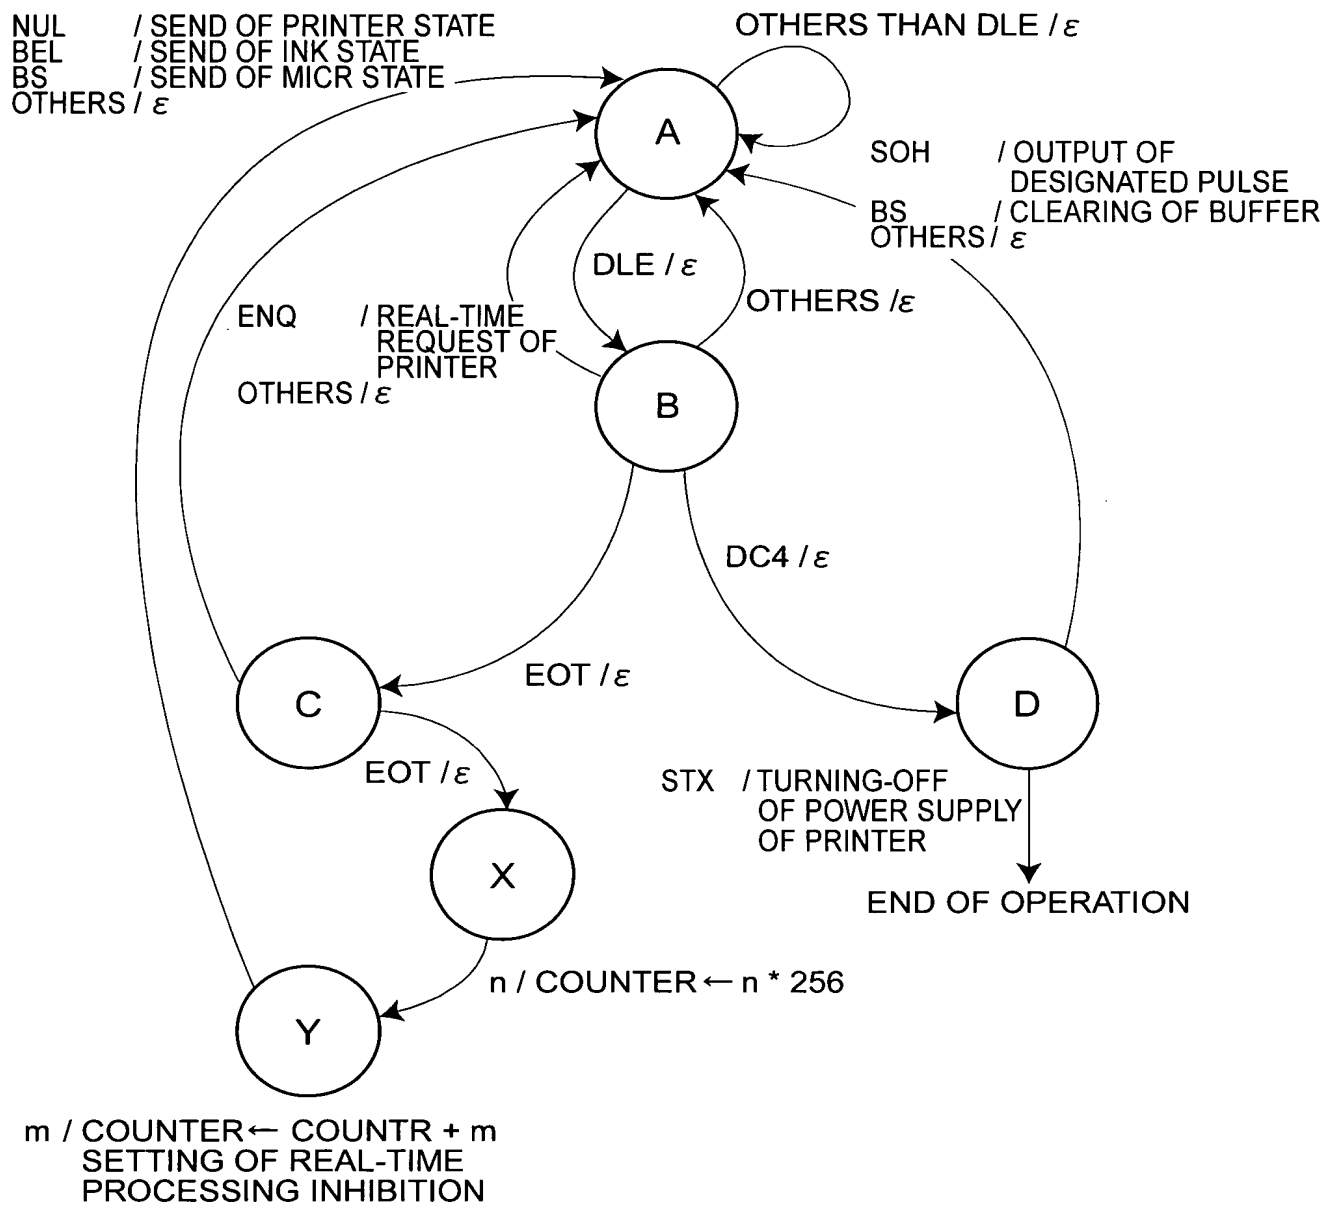 NUL / SEND OF PRINTER STATE
BEL / SEND OF INK STATE
BS / SEND OF MICR STATE
OTHERS / ε
OTHERS THAN DLE / ε
A
SOH / OUTPUT OF
DESIGNATED PULSE
BS / CLEARING OF BUFFER
OTHERS / ε
DLE / ε
OTHERS / ε
ENQ / REAL-TIME
REQUEST OF
PRINTER
OTHERS / ε
B
DC4 / ε
EOT / ε
C
D
EOT / ε
STX / TURNING-OFF
OF POWER SUPPLY
OF PRINTER
X
END OF OPERATION
n / COUNTER ← n * 256
Y
m / COUNTER ← COUNTR + m
SETTING OF REAL-TIME
PROCESSING INHIBITION